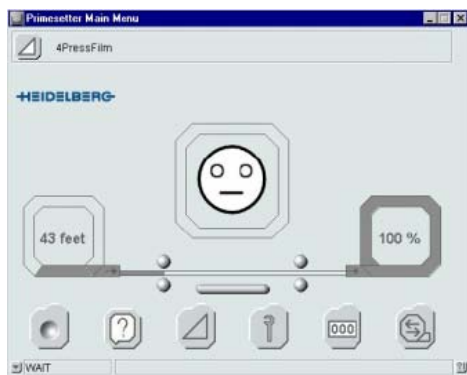 Primesetter Main Menu
4PressFilm
HEIDELBERG
43 feet
100 %
?
000
WAIT